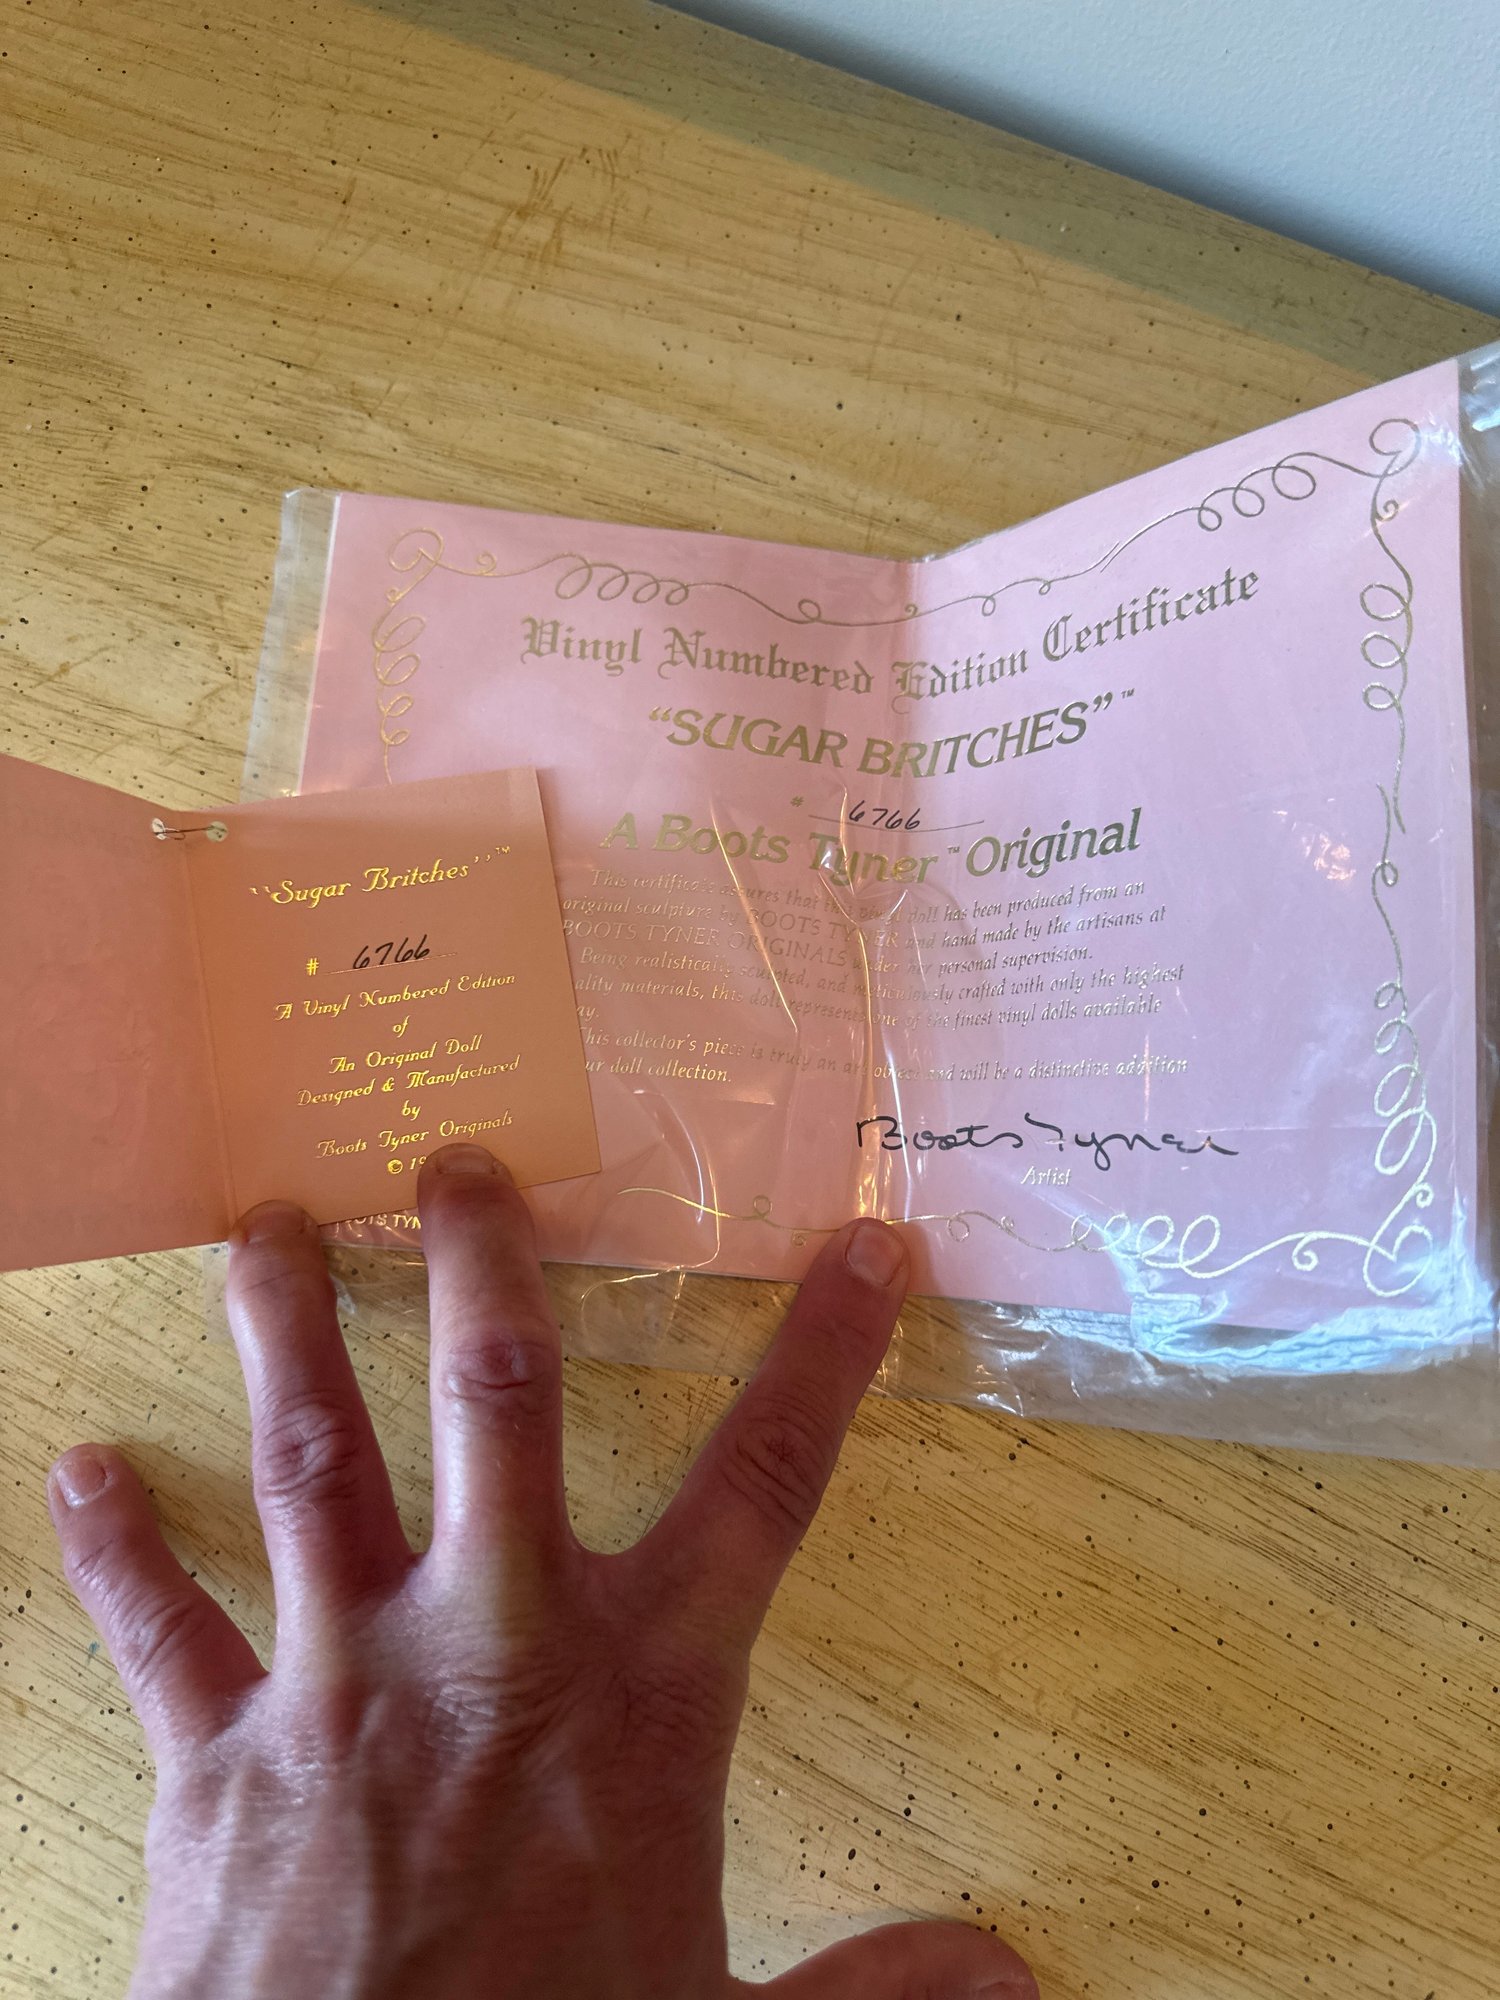 Vinyl Numbered Edition Certificate
“SUGAR BRITCHES”™
# 6766
A Boots Tyner™ Original
This certificate assures that this vinyl doll has been produced from an
original sculpture by BOOTS TYNER and hand made by the artisans at
BOOTS TYNER ORIGINALS under her personal supervision.
Being realistically sculpted, and meticulously crafted with only the highest
ality materials, this doll represents one of the finest vinyl dolls available
ay.
his collector's piece is truly an art object and will be a distinctive addition
ur doll collection.
Boots Tyner
Artist
‘‘Sugar Britches’’™
# 6766
A Vinyl Numbered Edition
of
An Original Doll
Designed & Manufactured
by
Boots Tyner Originals
© 19